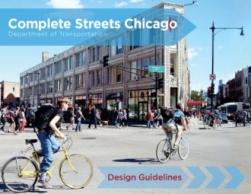 Complete Streets Chicago
Department of Transportation
Design Guidelines